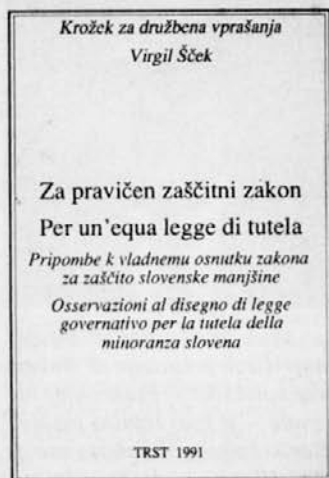 Krožek za družbena vprašanja
Virgil Šček
Za pravičen zaščitni zakon
Per un'equa legge di tutela
Pripombe k vladnemu osnutku zakona
za zaščito slovenske manjšine
Osservazioni al disegno di legge
governativo per la tutela della
minoranza slovena
TRST 1991